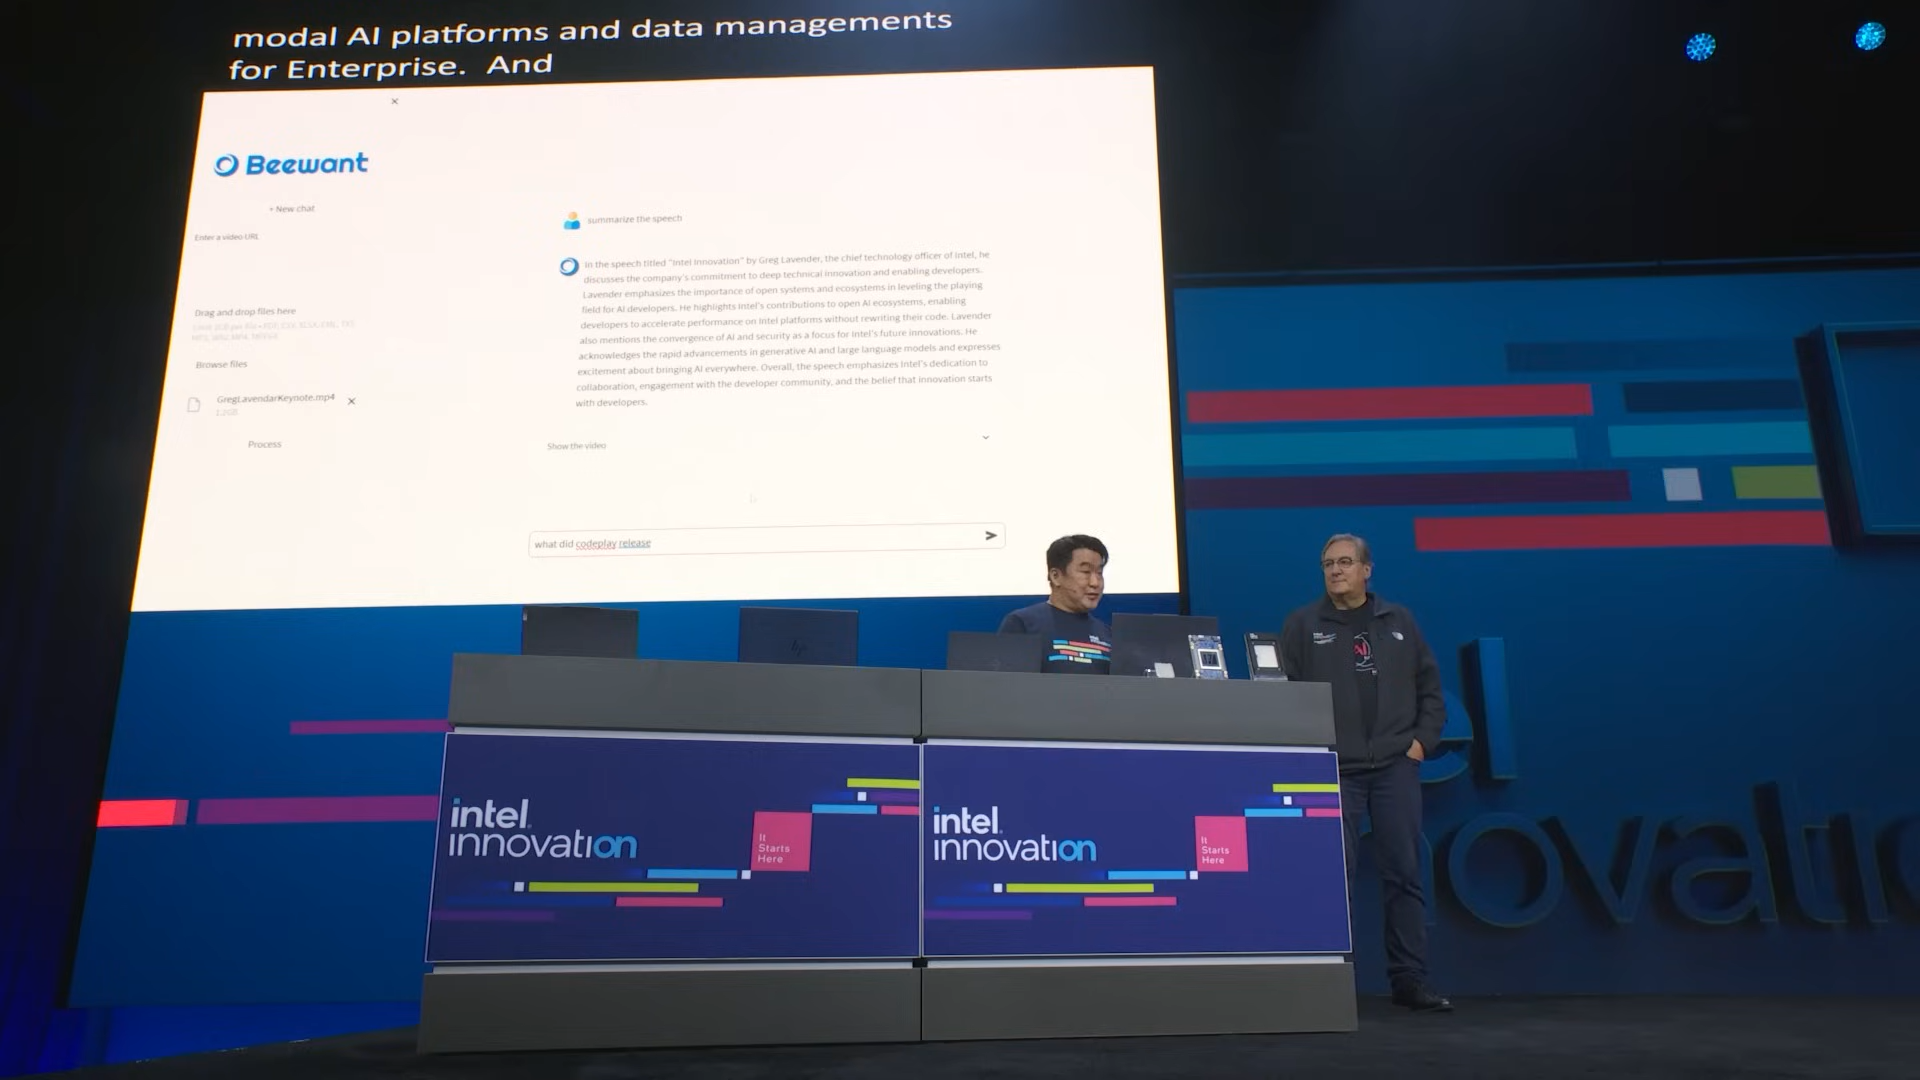 modal AI platforms and data managements
for Enterprise. And
Beewant
+ New chat
Enter a video URL
Drag and drop files here
Browse files
GregLavendarKeynote.mp4
1.2GB
Process
summarize the speech
In the speech titled "Intel Innovation" by Greg Lavender, the chief technology officer of Intel, he
discusses the company's commitment to deep technical innovation and enabling developers.
Lavender emphasizes the importance of open systems and ecosystems in leveling the playing
field for AI developers. He highlights Intel's contributions to open AI ecosystems, enabling
developers to accelerate performance on Intel platforms without rewriting their code. Lavender
also mentions the convergence of AI and security as a focus for Intel's future innovations. He
acknowledges the rapid advancements in generative AI and large language models and expresses
excitement about bringing AI everywhere. Overall, the speech emphasizes Intel's dedication to
collaboration, engagement with the developer community, and the belief that innovation starts
with developers.
Show the video
what did codeplay release
hp
AI
intel.
innovation
It
Starts
Here
intel.
innovation
It
Starts
Here
el
novatio